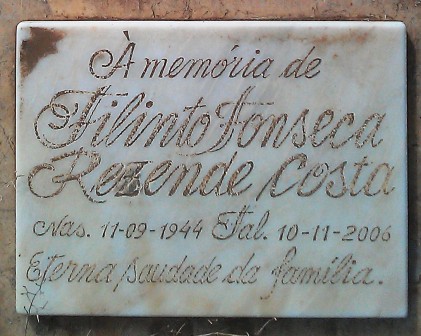 À memória de
Filinto Fonseca
Rezende Costa
Nas. 11-09-1944 Fal. 10-11-2006
Eterna saudade da família.